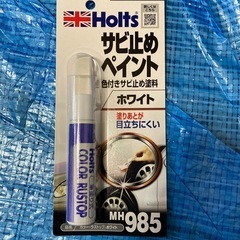 Holts
サビ止め
ペイント
色付きサビ止め塗料
ホワイト
塗りあとが
目立ちにくい
Holts
COLOR RUSTOP
MH985